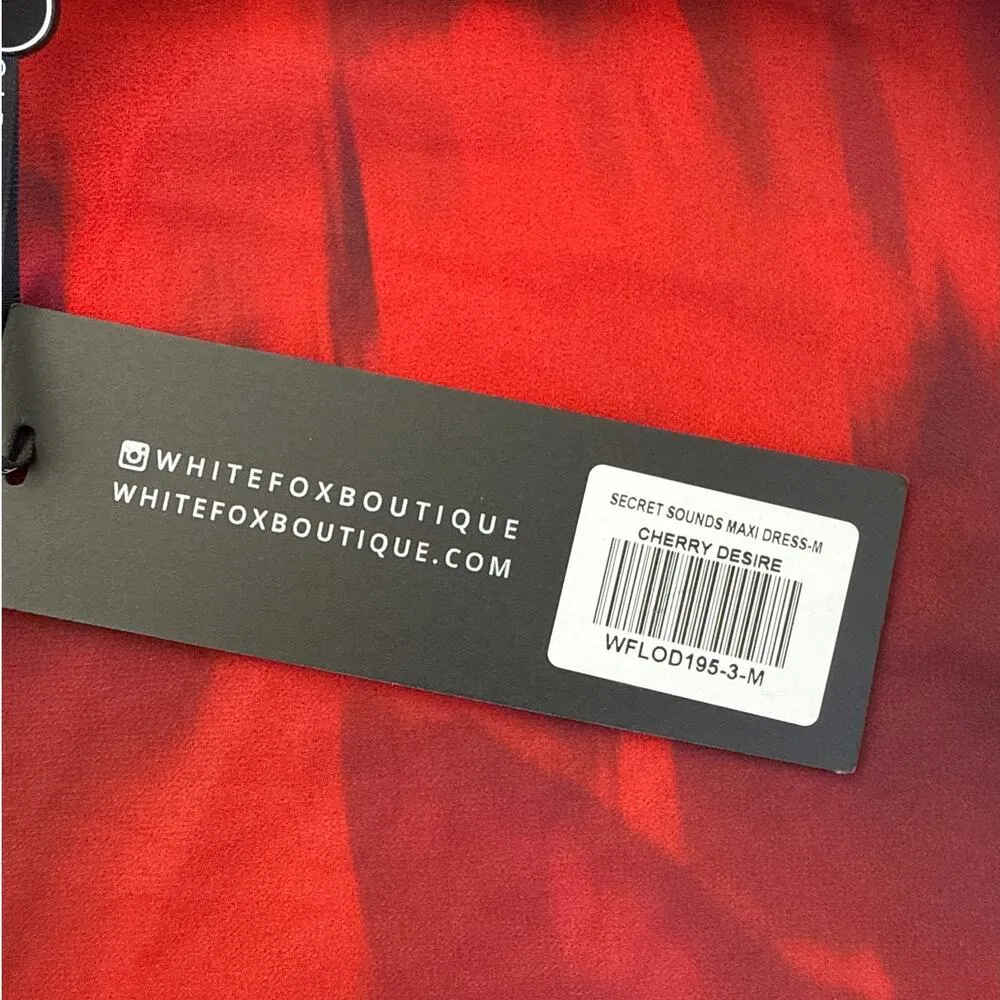 WHITEFOXBOUTIQUE
WHITEFOXBOUTIQUE.COM
SECRET SOUNDS MAXI DRESS-M
CHERRY DESIRE
WFLOD195-3-M